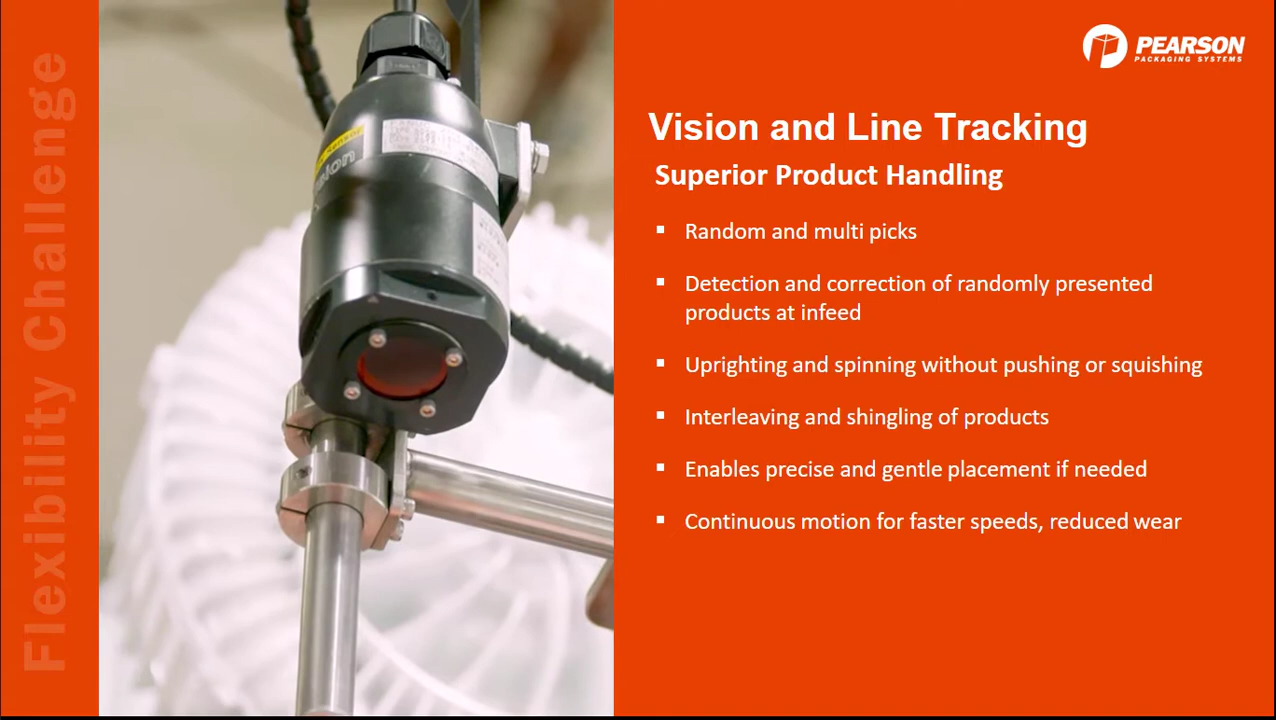 Flexibility Challenge
PEARSON
PACKAGING SYSTEMS
Vision and Line Tracking
Superior Product Handling
Random and multi picks
Detection and correction of randomly presented
products at infeed
Uprighting and spinning without pushing or squishing
Interleaving and shingling of products
Enables precise and gentle placement if needed
Continuous motion for faster speeds, reduced wear
Sensor